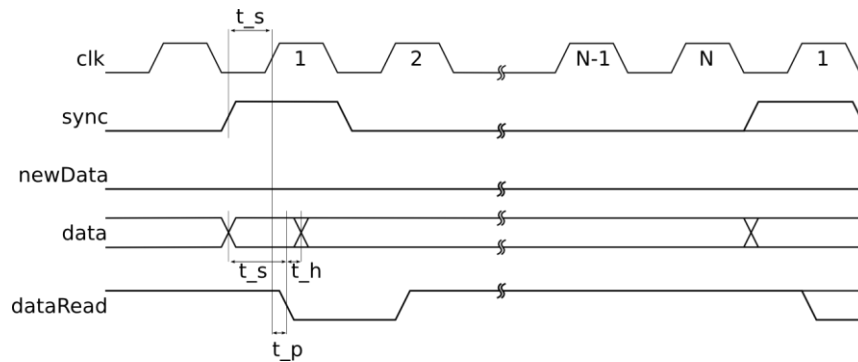 t_s
clk 1 2 N-1 N 1
sync
newData
data
t_s t_h
dataRead
t_p